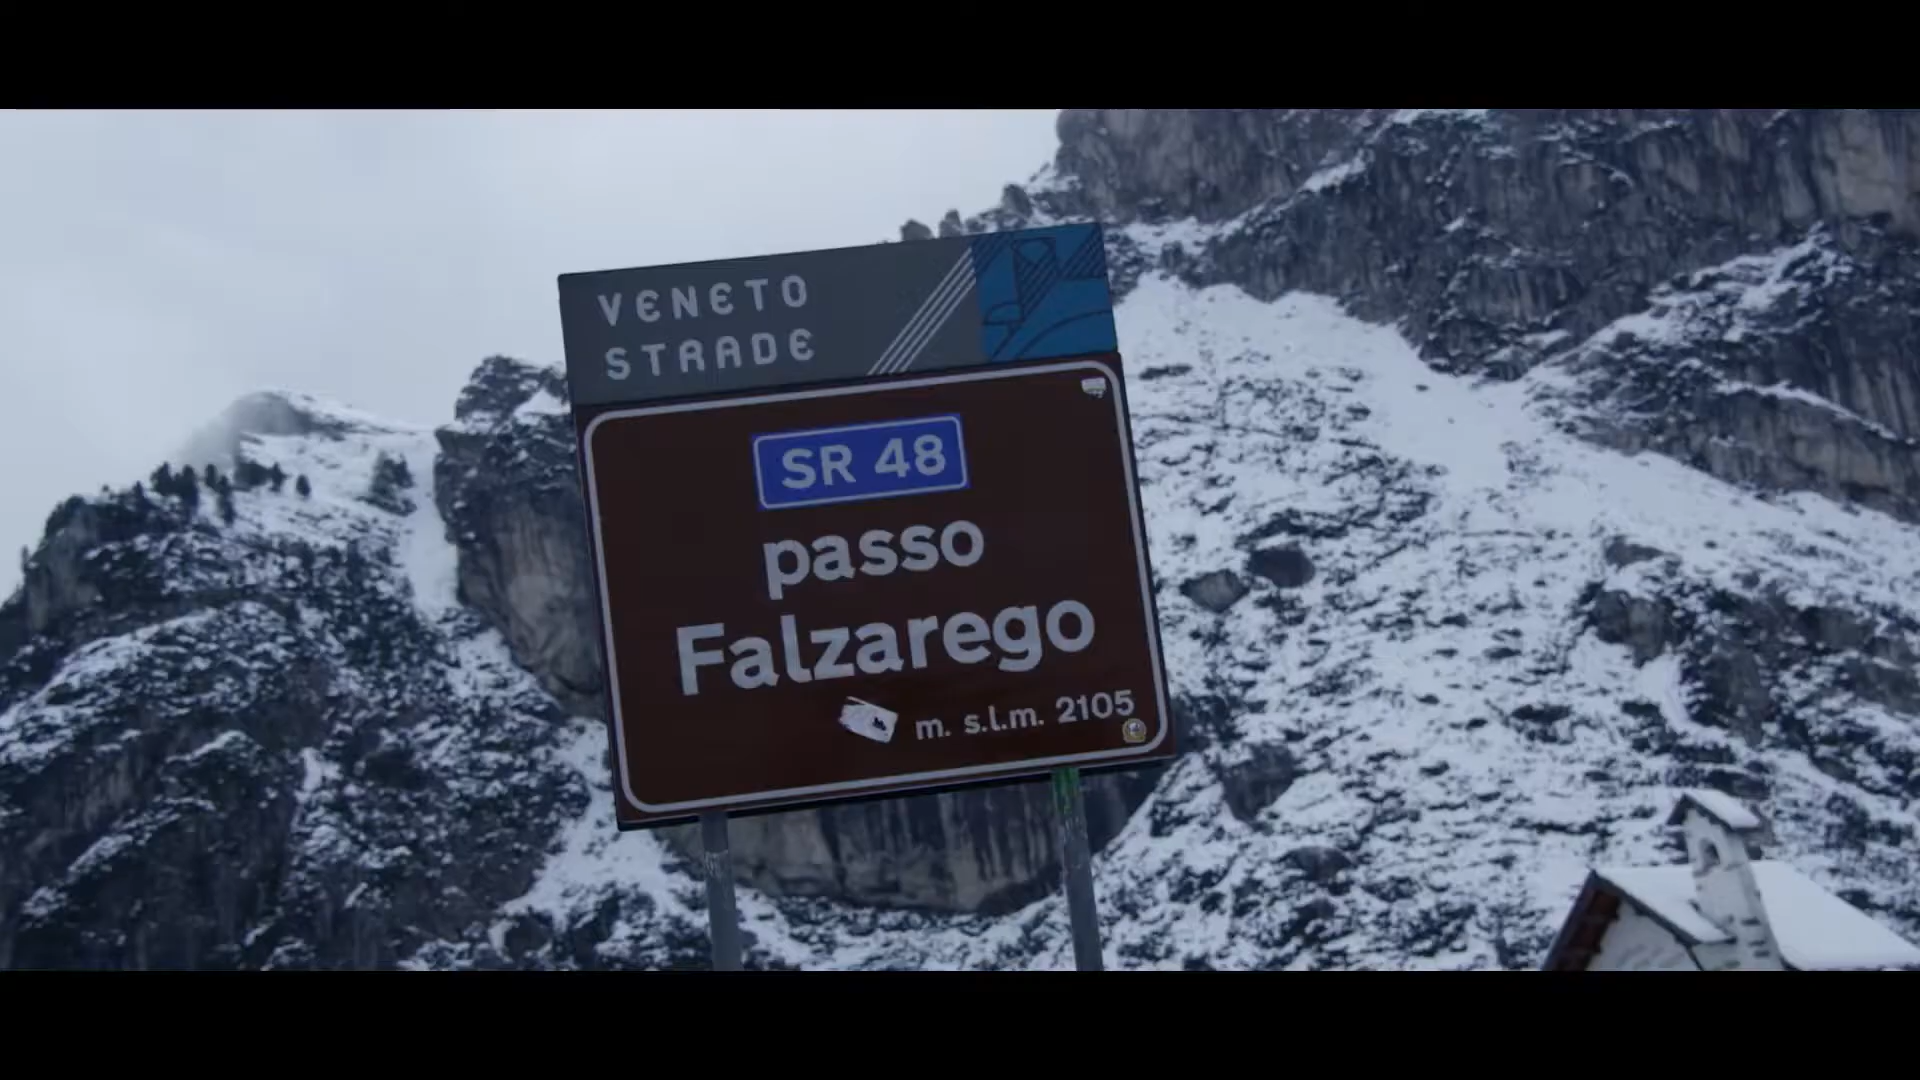 VENETO
STRADE
SR 48
passo
Falzarego
m. s.l.m. 2105